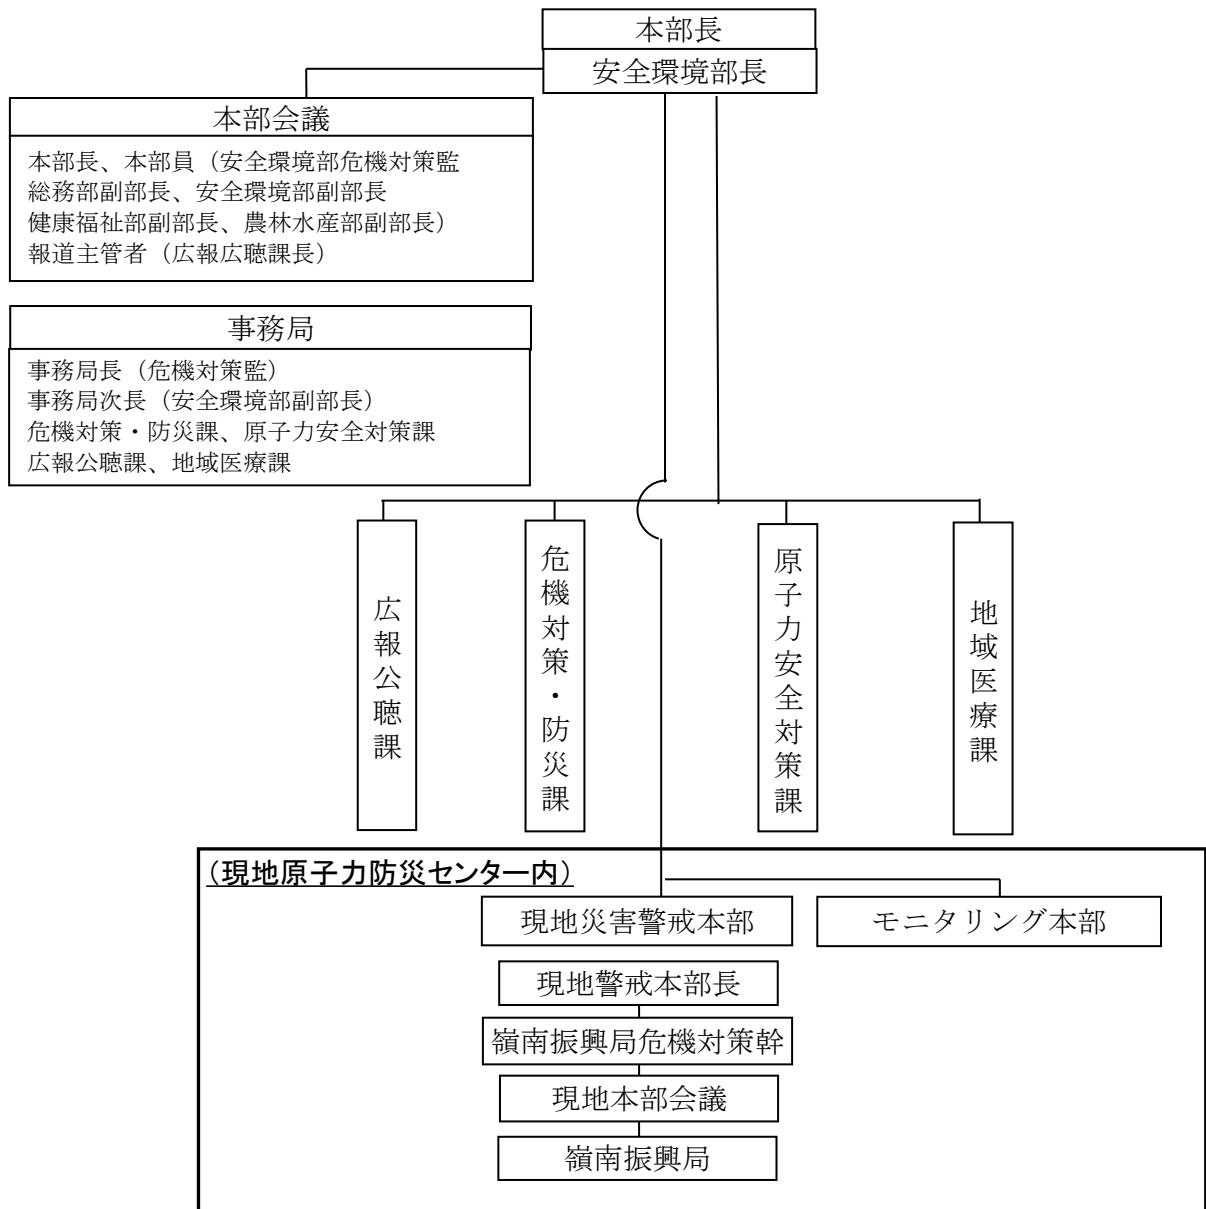 本部長
安全環境部長
本部会議
本部長、本部員（安全環境部危機対策監
総務部副部長、安全環境部副部長
健康福祉部副部長、農林水産部副部長）
報道主管者（広報広聴課長）
事務局
事務局長（危機対策監）
事務局次長（安全環境部副部長）
危機対策・防災課、原子力安全対策課
広報公聴課、地域医療課
広報公聴課
危機対策・防災課
原子力安全対策課
地域医療課
（現地原子力防災センター内）
現地災害警戒本部
モニタリング本部
現地警戒本部長
嶺南振興局危機対策幹
現地本部会議
嶺南振興局